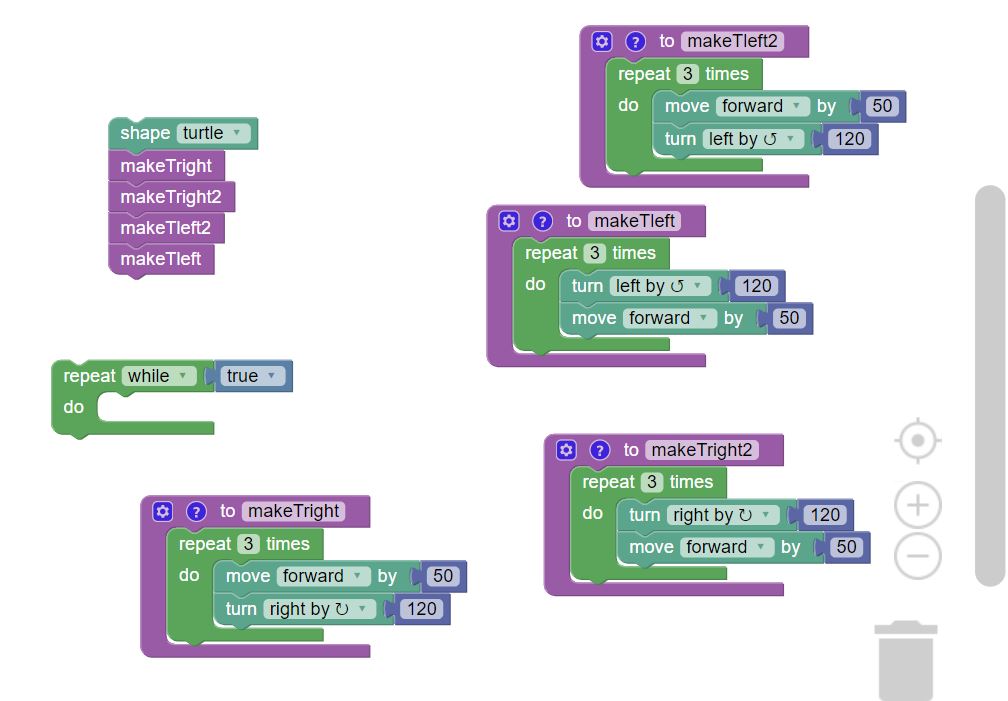 to makeTleft2
repeat 3 times
do move forward by 50
turn left by ↺ 120
shape turtle
makeTright
makeTright2
makeTleft2
makeTleft
to makeTleft
repeat 3 times
do turn left by ↺ 120
move forward by 50
repeat while true
do
to makeTright2
repeat 3 times
do turn right by ↻ 120
move forward by 50
to makeTright
repeat 3 times
do move forward by 50
turn right by ↻ 120